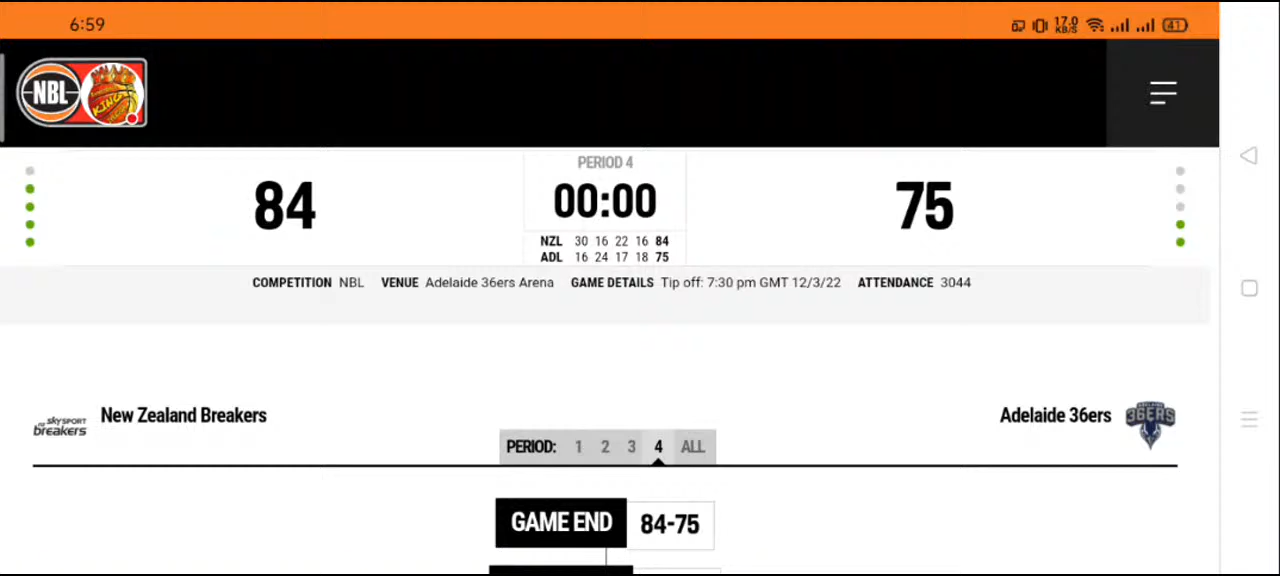 6:59
17.0
KB/S
41
NBL
KINGS
PERIOD 4
84
00:00
75
NZL 30 16 22 16 84
ADL 16 24 17 18 75
COMPETITION NBL VENUE Adelaide 36ers Arena GAME DETAILS Tip off: 7:30 pm GMT 12/3/22 ATTENDANCE 3044
sky sport
breakers
New Zealand Breakers
Adelaide 36ers
36ERS
PERIOD: 1 2 3 4 ALL
GAME END 84-75